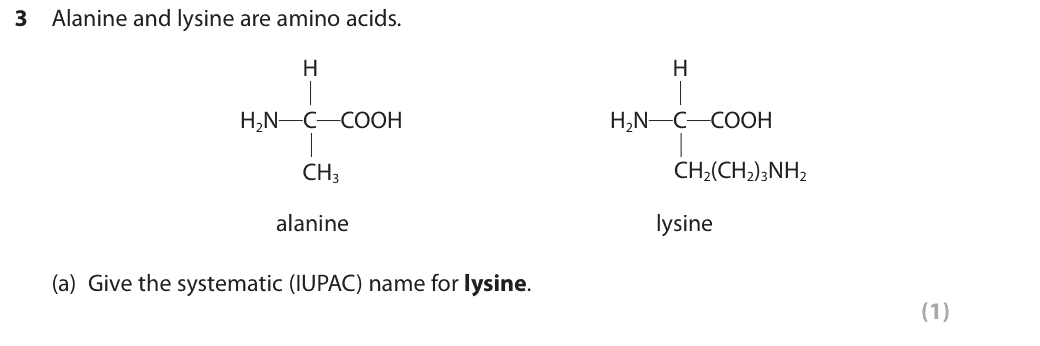 3 Alanine and lysine are amino acids.
H H
H₂N—C—COOH H₂N—C—COOH
CH₃ CH₂(CH₂)₃NH₂
alanine lysine
(a) Give the systematic (IUPAC) name for lysine.
(1)